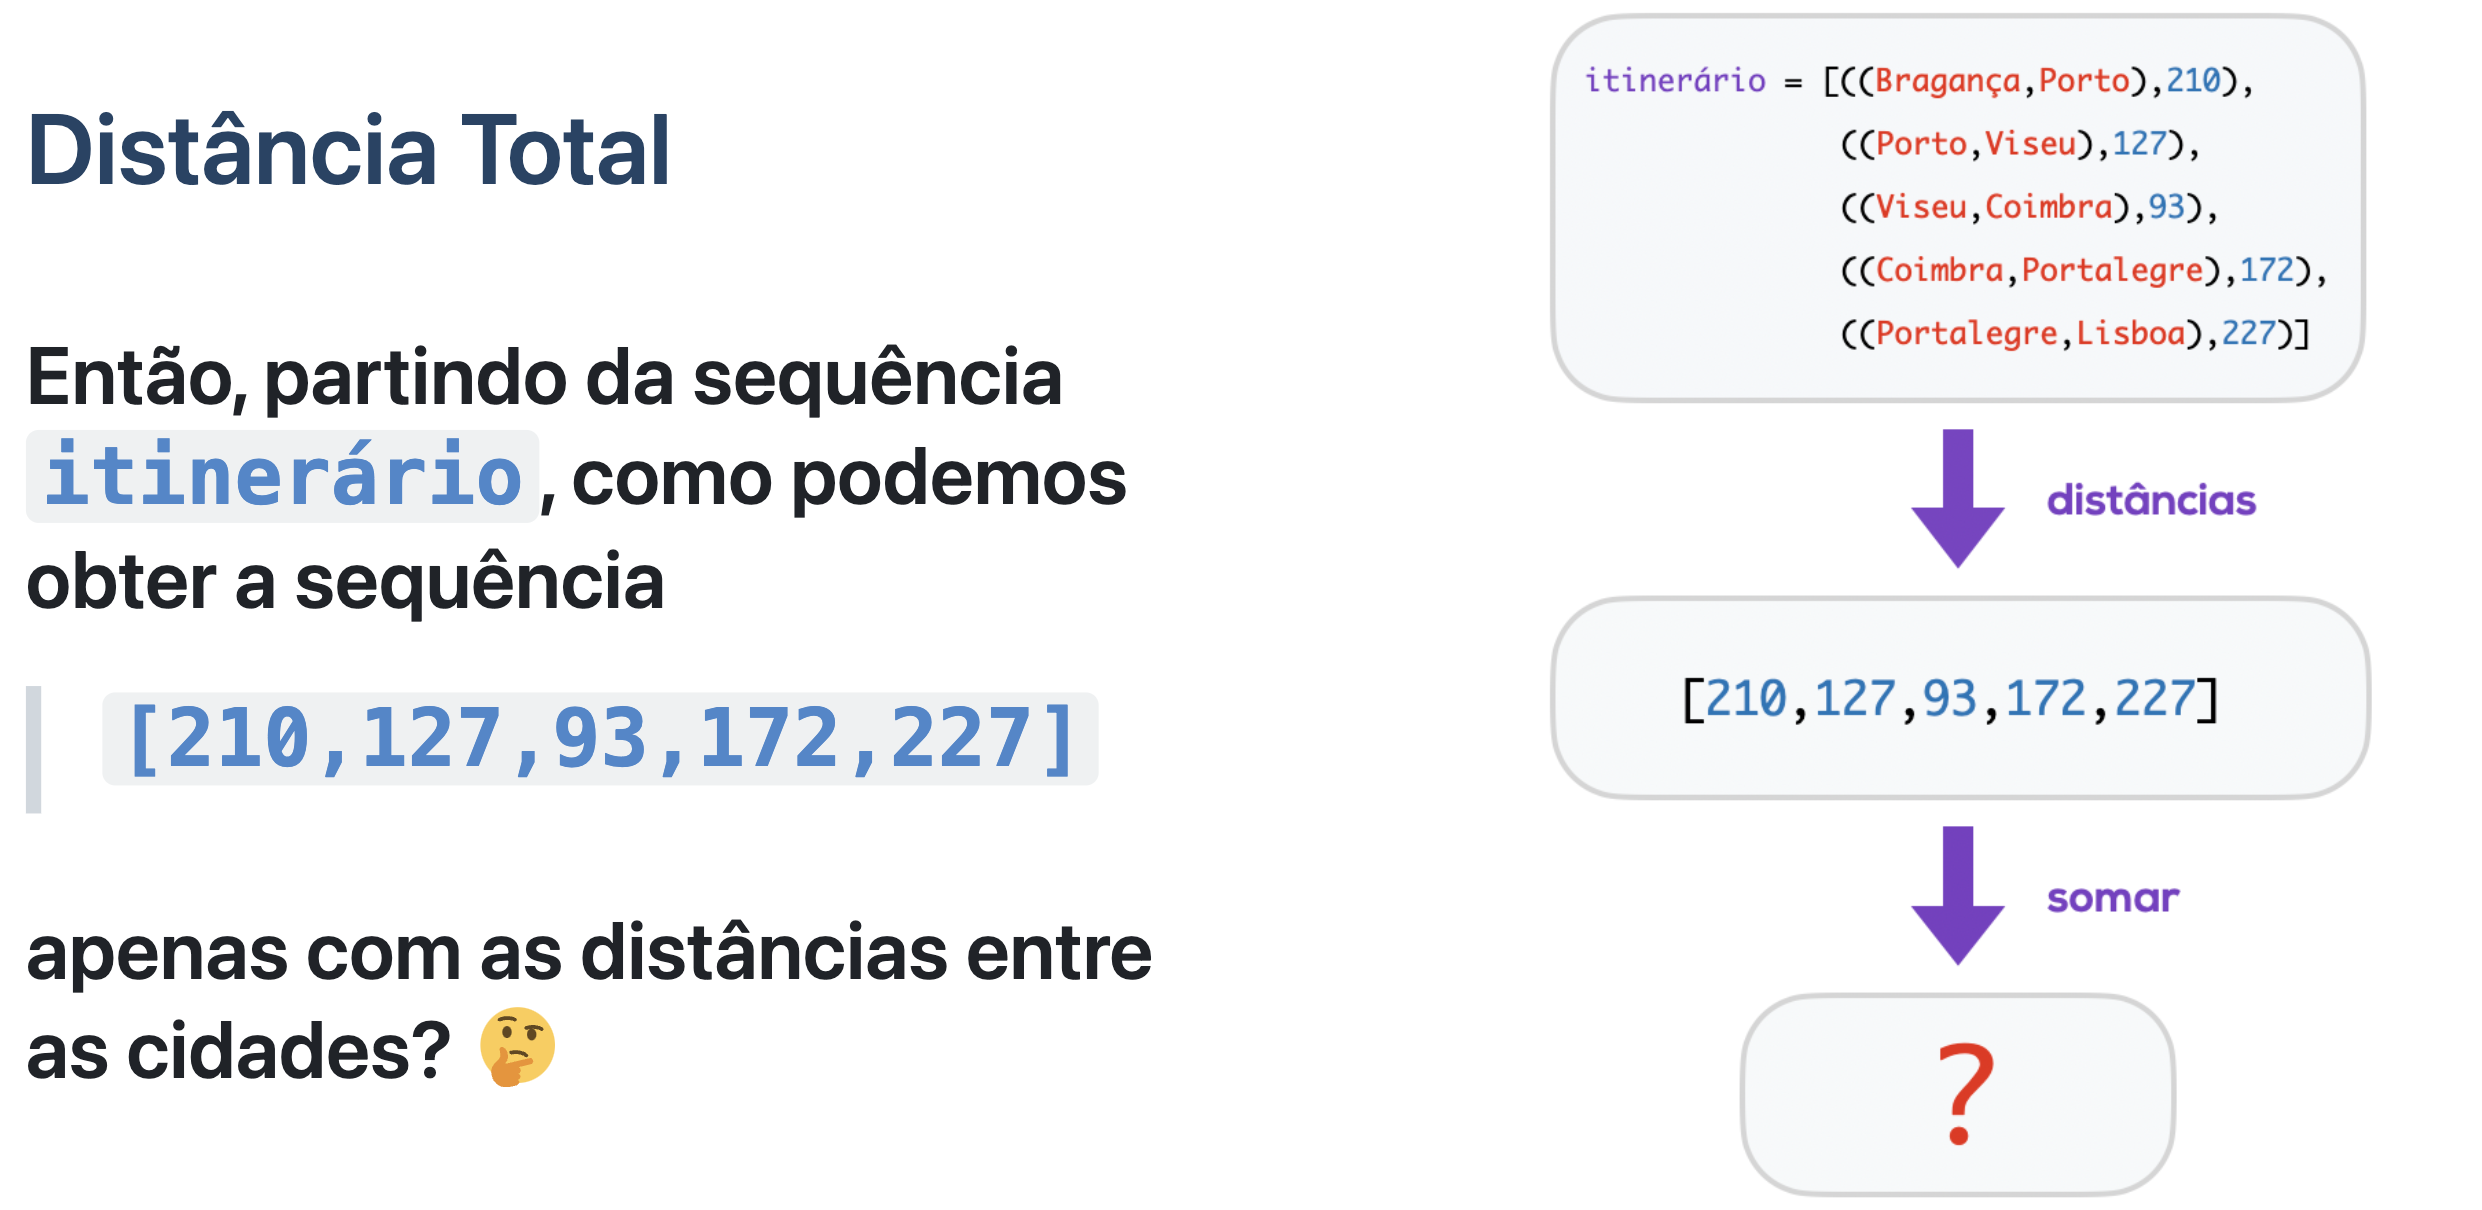 Distância Total
Então, partindo da sequência
itinerário, como podemos
obter a sequência
[210,127,93,172,227]
apenas com as distâncias entre
as cidades? 🤔
itinerário = [((Bragança,Porto),210),
((Porto,Viseu),127),
((Viseu,Coimbra),93),
((Coimbra,Portalegre),172),
((Portalegre,Lisboa),227)]
distâncias
[210,127,93,172,227]
somar
?